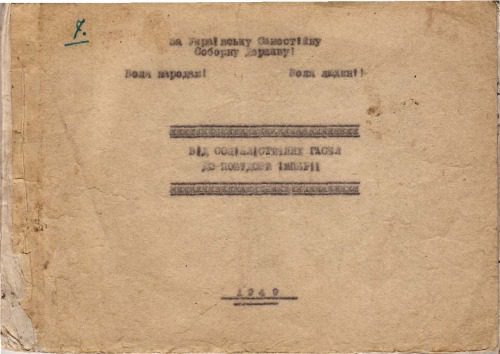 7.
За Українську Самостійну
Соборну Державу!
Воля народам!
Воля людині!
ВІД СОЦІАЛІСТИЧНИХ ГАСЕЛ
ДО ПОБУДОВИ ІМПЕРІЇ
1949